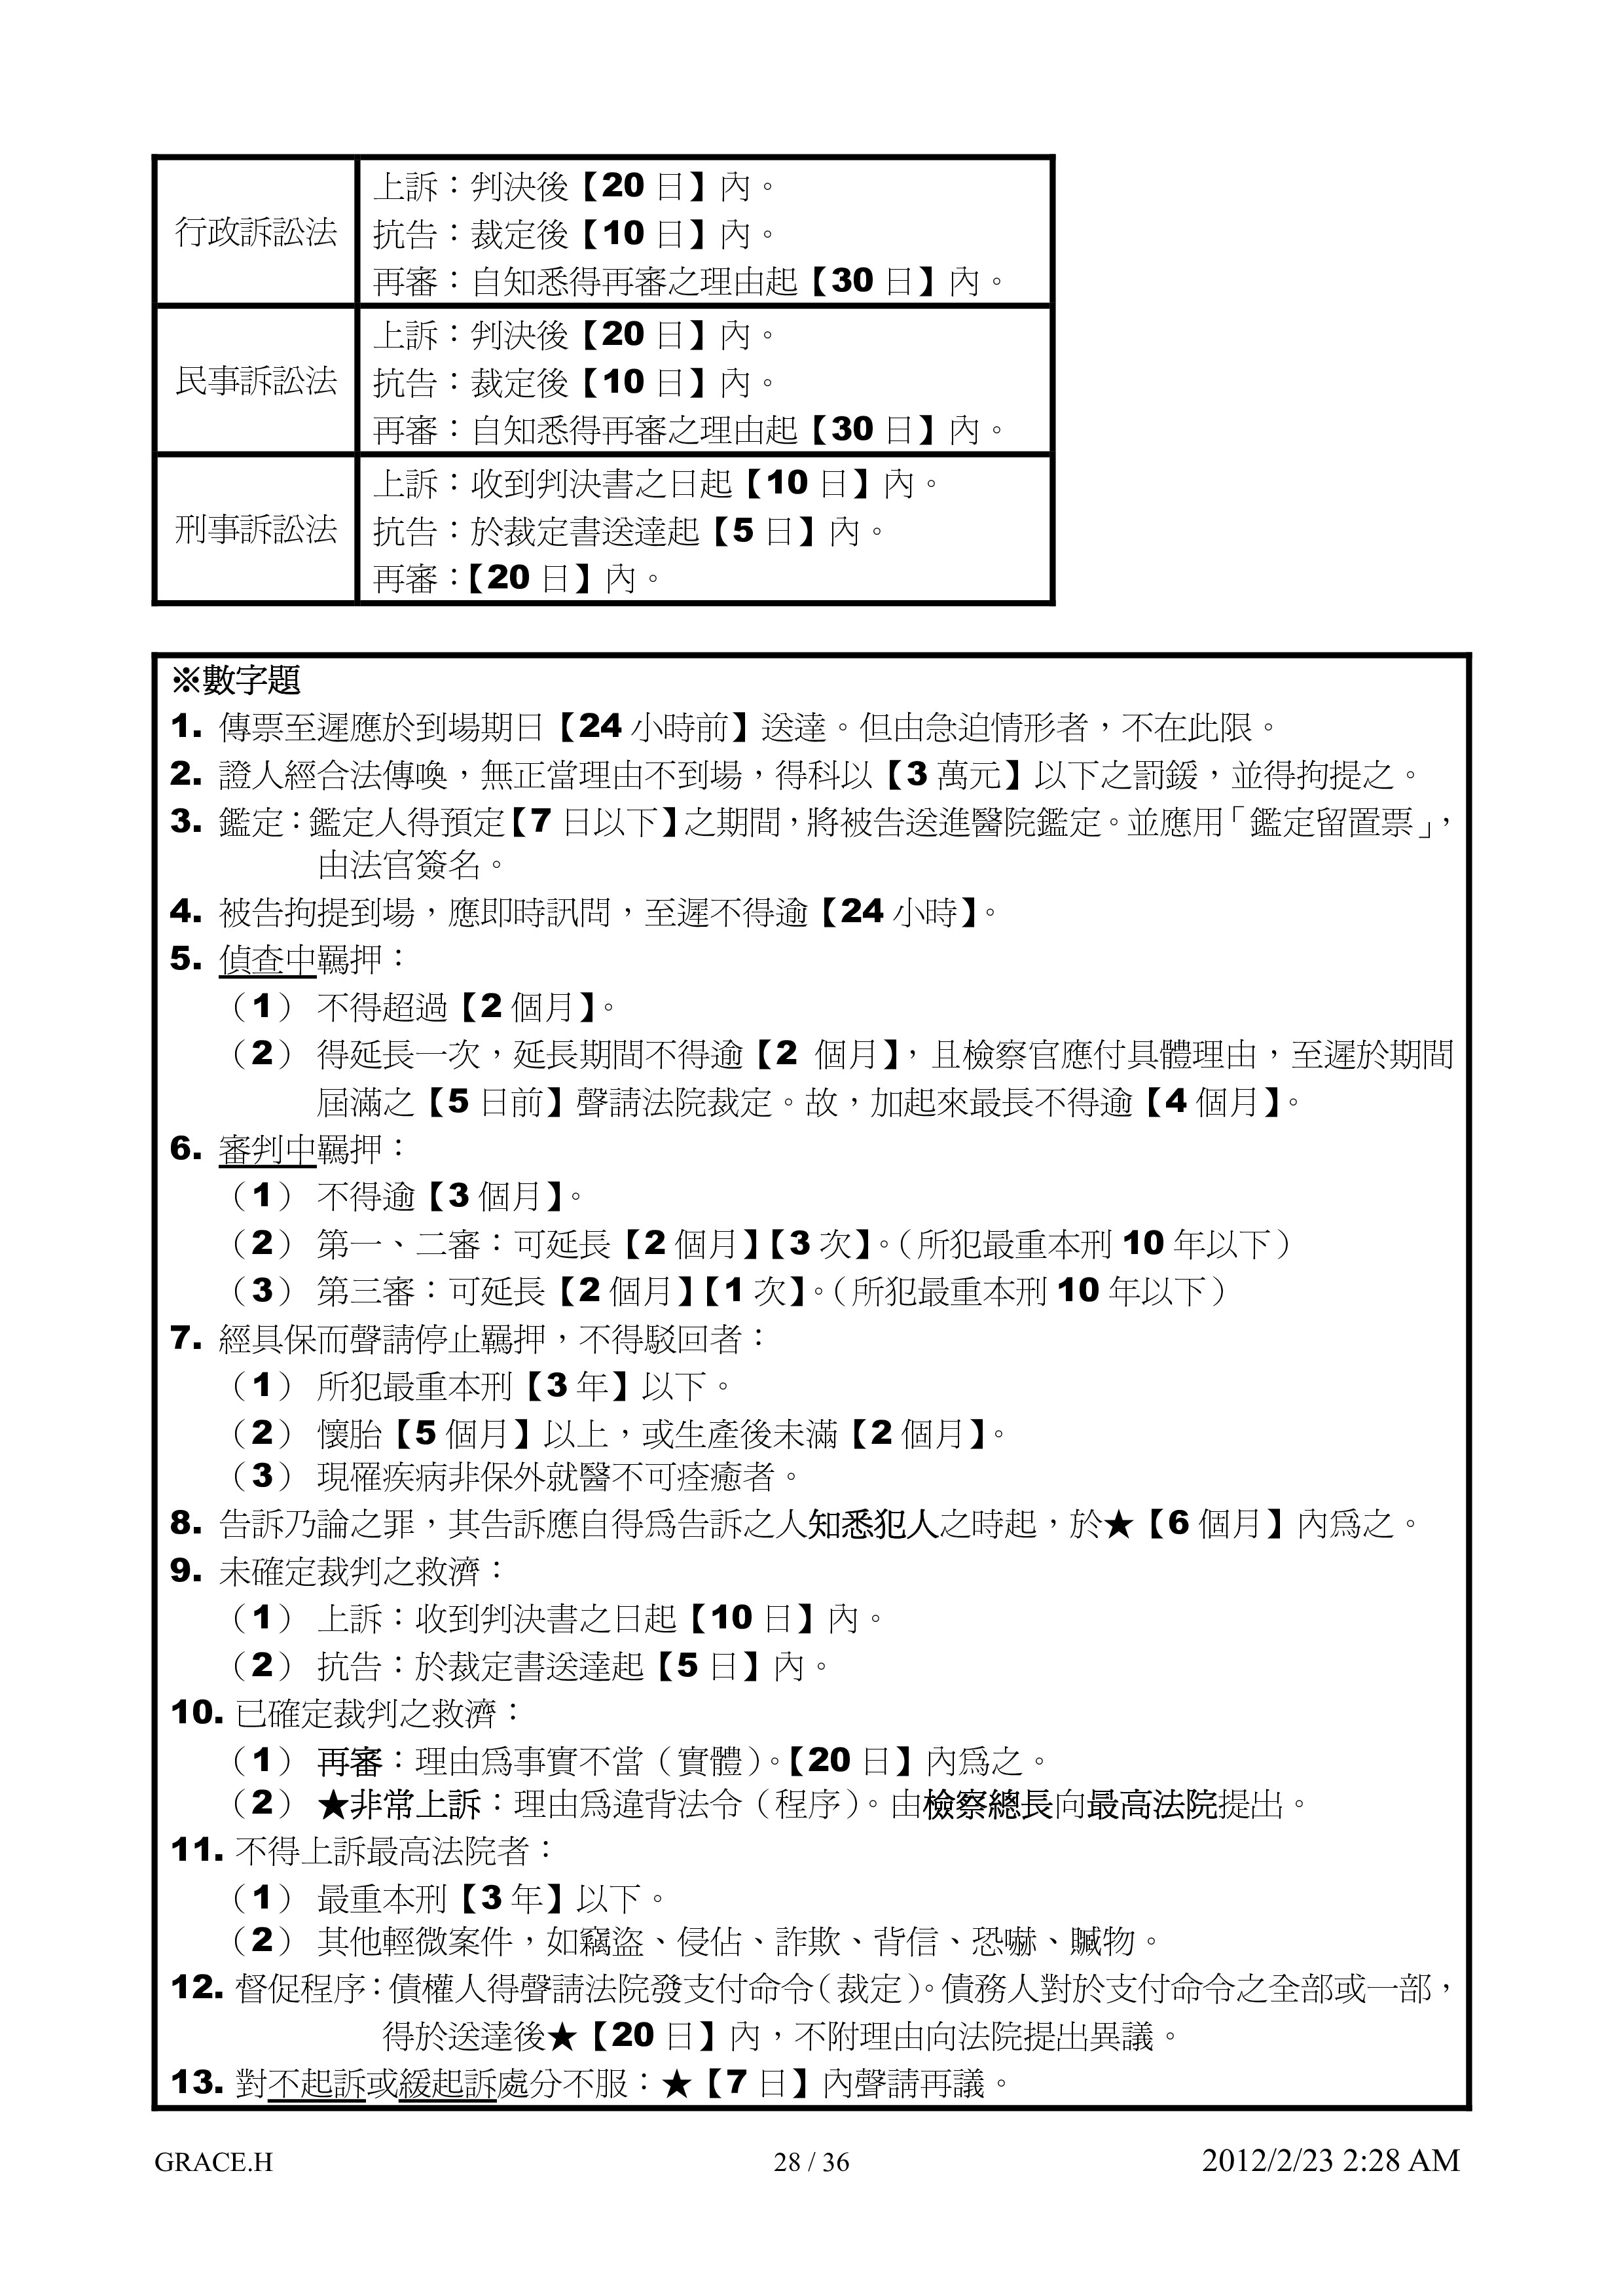 行政訴訟法
上訴：判決後【20 日】內。
抗告：裁定後【10 日】內。
再審：自知悉得再審之理由起【30 日】內。
民事訴訟法
上訴：判決後【20 日】內。
抗告：裁定後【10 日】內。
再審：自知悉得再審之理由起【30 日】內。
刑事訴訟法
上訴：收到判決書之日起【10 日】內。
抗告：於裁定書送達起【5 日】內。
再審：【20 日】內。
※數字題
1. 傳票至遲應於到場期日【24 小時前】送達。但由急迫情形者，不在此限。
2. 證人經合法傳喚，無正當理由不到場，得科以【3 萬元】以下之罰鍰，並得拘提之。
3. 鑑定：鑑定人得預定【7 日以下】之期間，將被告送進醫院鑑定。並應用「鑑定留置票」，
由法官簽名。
4. 被告拘提到場，應即時訊問，至遲不得逾【24 小時】。
5. 偵查中羈押：
（1） 不得超過【2 個月】。
（2） 得延長一次，延長期間不得逾【2 個月】，且檢察官應付具體理由，至遲於期間
屆滿之【5 日前】聲請法院裁定。故，加起來最長不得逾【4 個月】。
6. 審判中羈押：
（1） 不得逾【3 個月】。
（2） 第一、二審：可延長【2 個月】【3 次】。（所犯最重本刑 10 年以下）
（3） 第三審：可延長【2 個月】【1 次】。（所犯最重本刑 10 年以下）
7. 經具保而聲請停止羈押，不得駁回者：
（1） 所犯最重本刑【3 年】以下。
（2） 懷胎【5 個月】以上，或生產後未滿【2 個月】。
（3） 現罹疾病非保外就醫不可痊癒者。
8. 告訴乃論之罪，其告訴應自得為告訴之人知悉犯人之時起，於★【6 個月】內為之。
9. 未確定裁判之救濟：
（1） 上訴：收到判決書之日起【10 日】內。
（2） 抗告：於裁定書送達起【5 日】內。
10. 已確定裁判之救濟：
（1） 再審：理由為事實不當（實體）。【20 日】內為之。
（2） ★非常上訴：理由為違背法令（程序）。由檢察總長向最高法院提出。
11. 不得上訴最高法院者：
（1） 最重本刑【3 年】以下。
（2） 其他輕微案件，如竊盜、侵佔、詐欺、背信、恐嚇、贓物。
12. 督促程序：債權人得聲請法院發支付命令（裁定）。債務人對於支付命令之全部或一部，
得於送達後★【20 日】內，不附理由向法院提出異議。
13. 對不起訴或緩起訴處分不服：★【7 日】內聲請再議。
GRACE.H
28 / 36
2012/2/23 2:28 AM